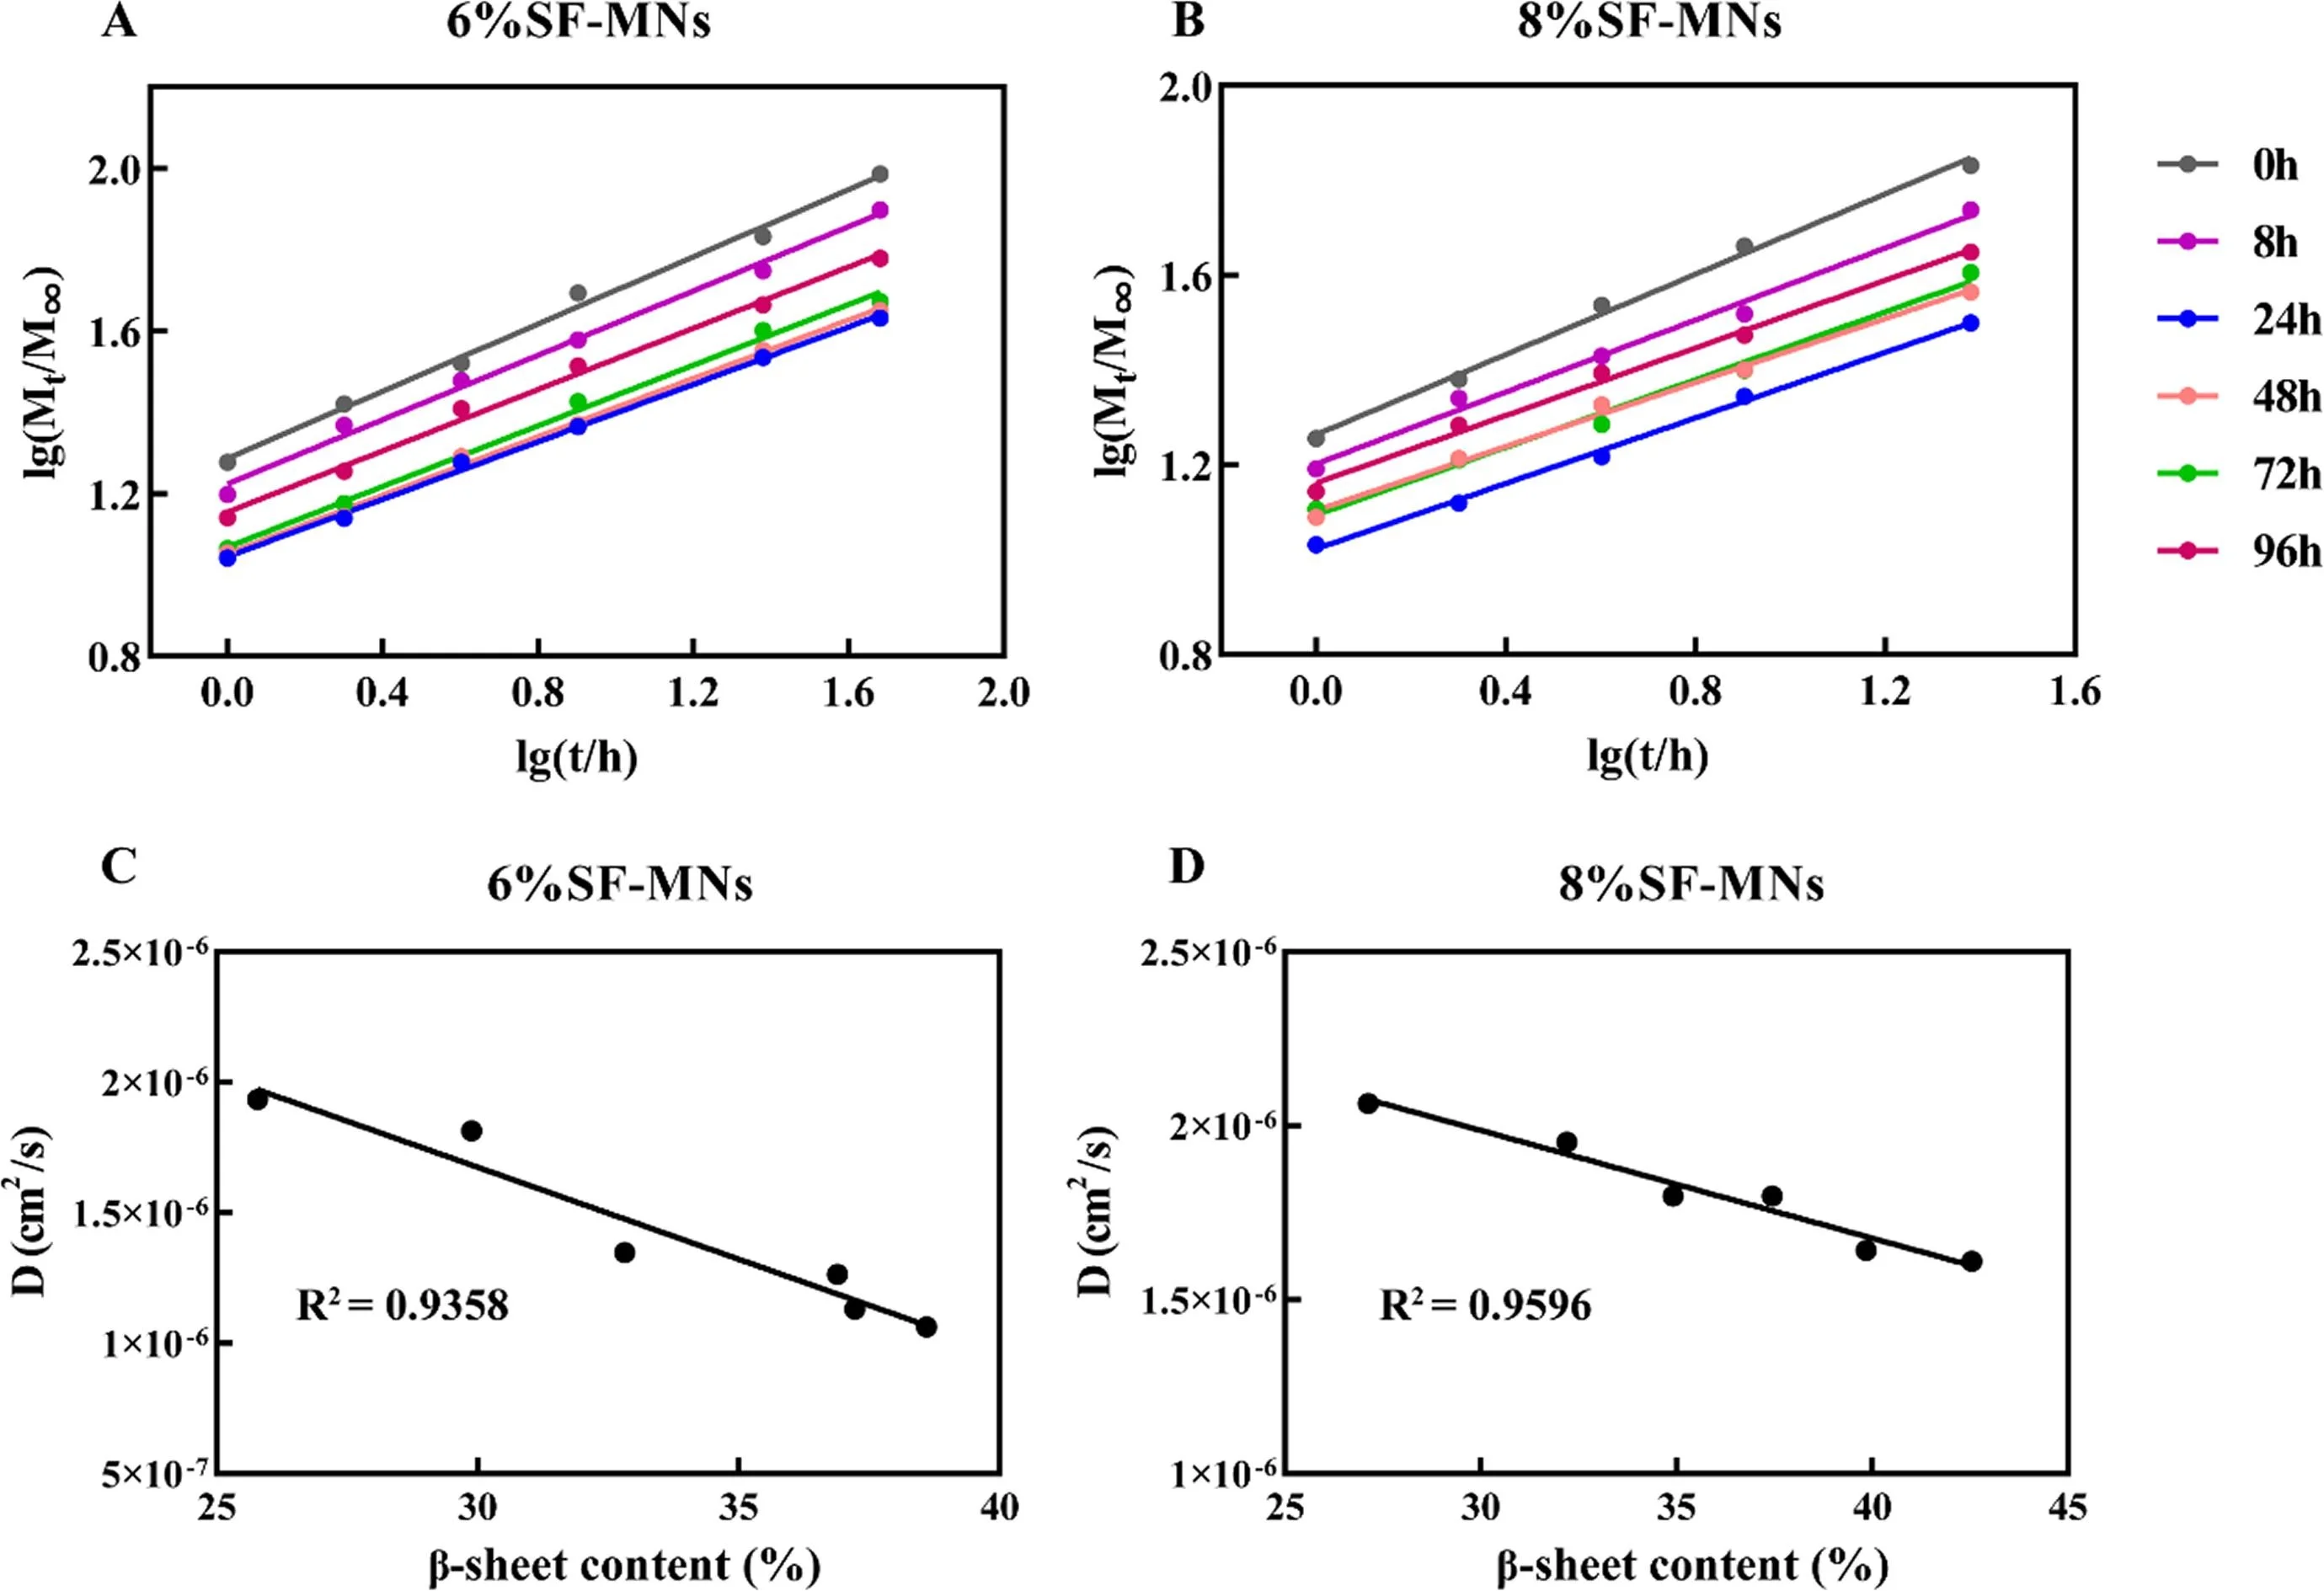 A
6%SF-MNs
lg(Mt/M∞)
2.0
1.6
1.2
0.8
0.0 0.4 0.8 1.2 1.6 2.0
lg(t/h)
B
8%SF-MNs
lg(Mt/M∞)
2.0
1.6
1.2
0.8
0.0 0.4 0.8 1.2 1.6
lg(t/h)
0h
8h
24h
48h
72h
96h
C
6%SF-MNs
D (cm²/s)
2.5×10⁻⁶
2×10⁻⁶
1.5×10⁻⁶
1×10⁻⁶
5×10⁻⁷
R² = 0.9358
25 30 35 40
β-sheet content (%)
D
8%SF-MNs
D (cm²/s)
2.5×10⁻⁶
2×10⁻⁶
1.5×10⁻⁶
1×10⁻⁶
R² = 0.9596
25 30 35 40 45
β-sheet content (%)